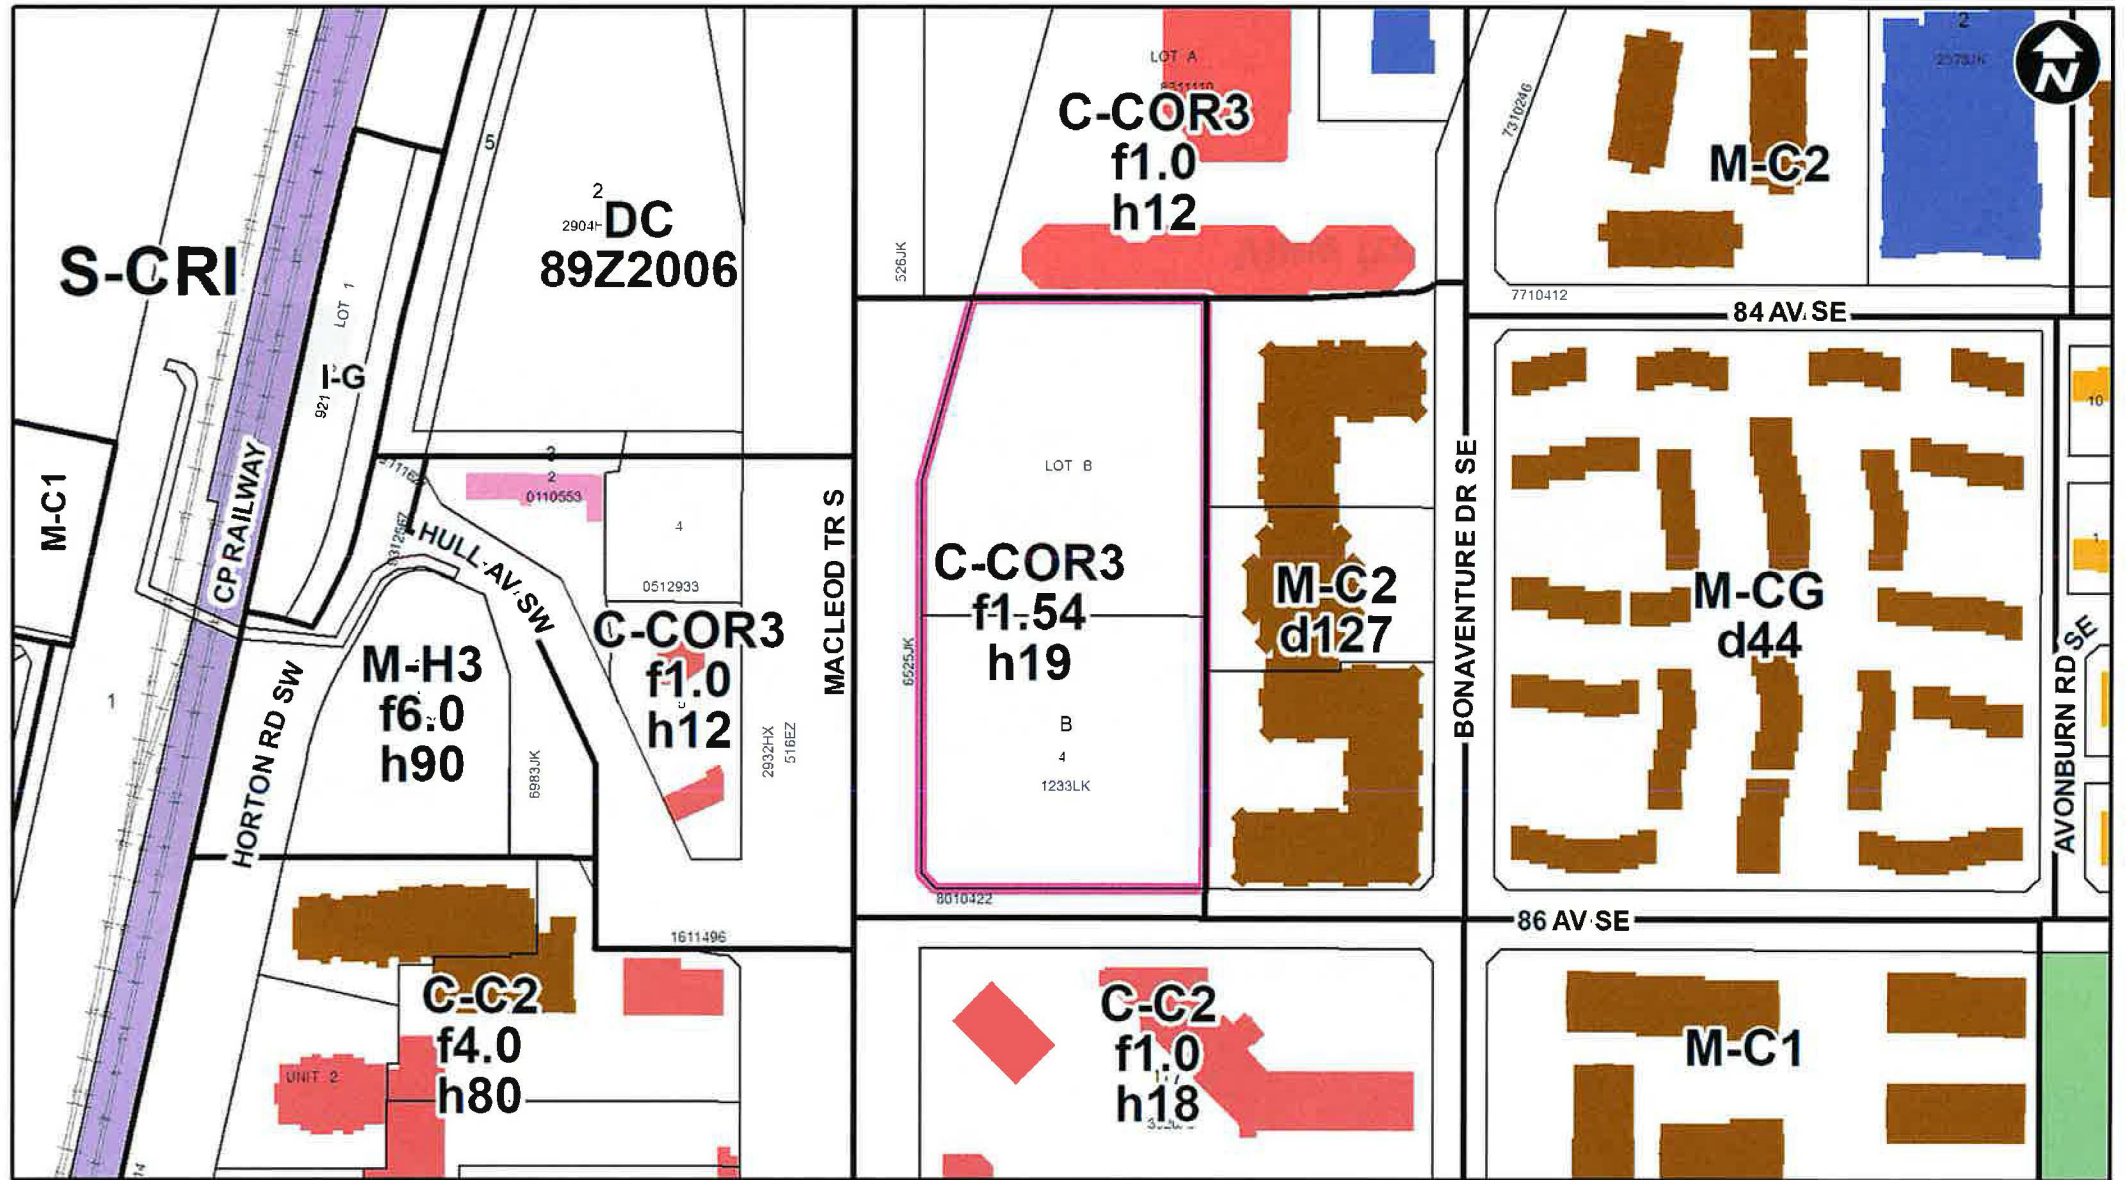 LOT A
C-COR3
f1.0
h12
2
2578JK
N
7310246
M-C2
5
2
DC
89Z2006
526JK
S-CRI
LOT 1
I-G
921
7710412
84 AV SE
10
M-C1
CP RAILWAY
3
2
0110553
4
0512933
HULL AV SW
MACLEOD TR S
LOT B
C-COR3
f1.54
h19
B
4
1233LK
6525JK
8010422
M-C2
d127
BONAVENTURE DR SE
M-CG
d44
1
AVONBURN RD SE
1
M-H3
f6.0
h90
HORTON RD SW
6983JK
C-COR3
f1.0
h12
2932HX
516EZ
86 AV SE
1611496
C-C2
f4.0
h80
UNIT 2
C-C2
f1.0
h18
M-C1
14